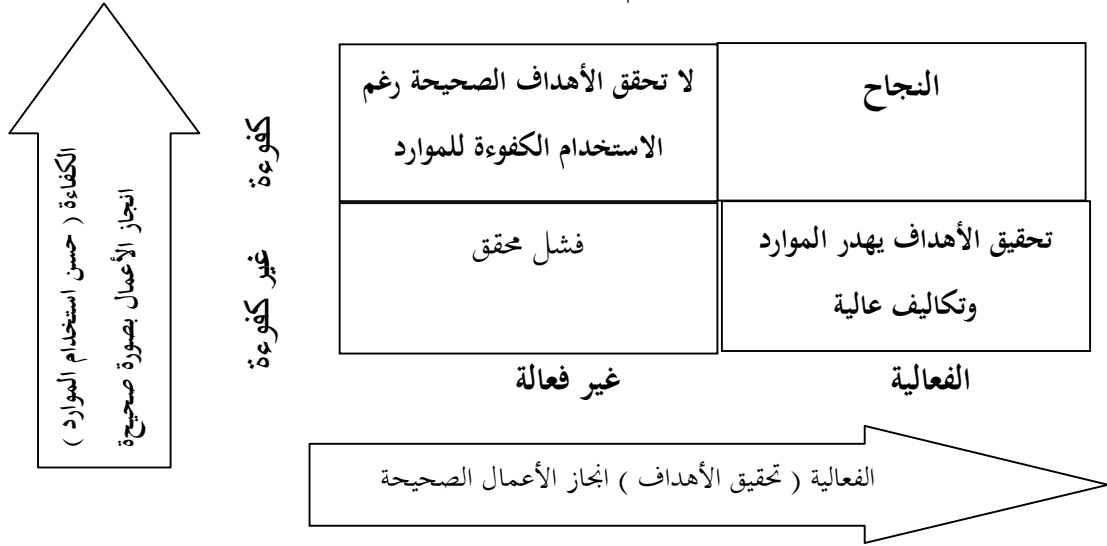 لا تحقق الأهداف الصحيحة رغم
الاستخدام الكفوءة للموارد
النجاح
فشل محقق
تحقيق الأهداف يهدر الموارد
وتكاليف عالية
كفوءة
غير كفوءة
غير فعالة
الفعالية
الكفاءة ( حسن استخدام الموارد )
انجاز الأعمال بصورة صحيحة
الفعالية ( تحقيق الأهداف ) انجاز الأعمال الصحيحة